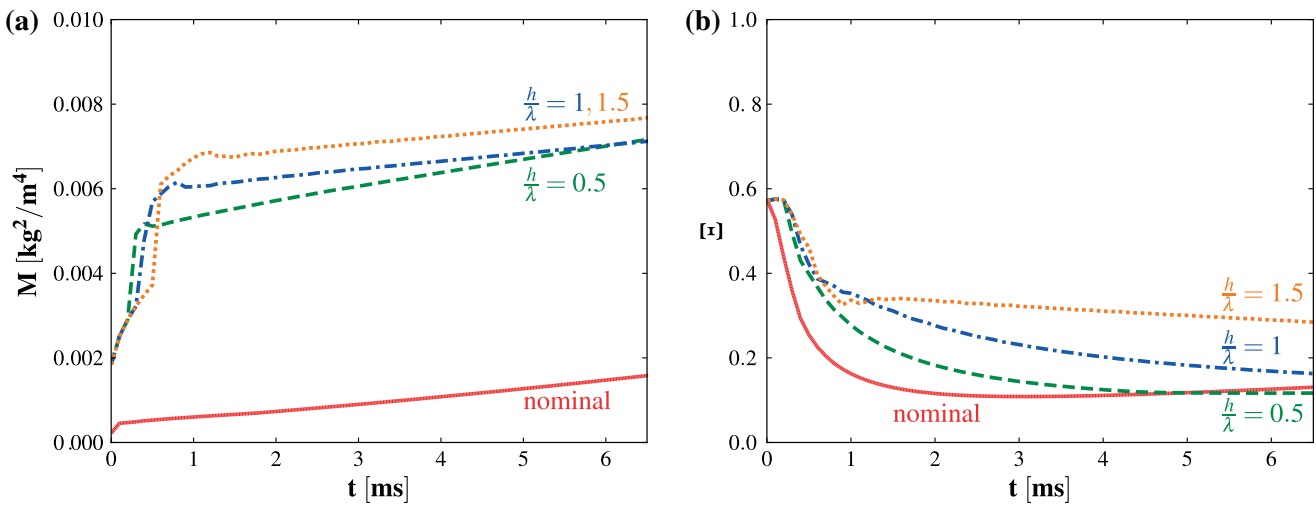 (a)
M [kg²/m⁴]
0.010
0.008
0.006
0.004
0.002
0.000
h/λ = 1, 1.5
h/λ = 0.5
nominal
0 1 2 3 4 5 6
t [ms]
(b)
Ξ
1.0
0.8
0.6
0.4
0.2
0.0
h/λ = 1.5
h/λ = 1
nominal
h/λ = 0.5
0 1 2 3 4 5 6
t [ms]